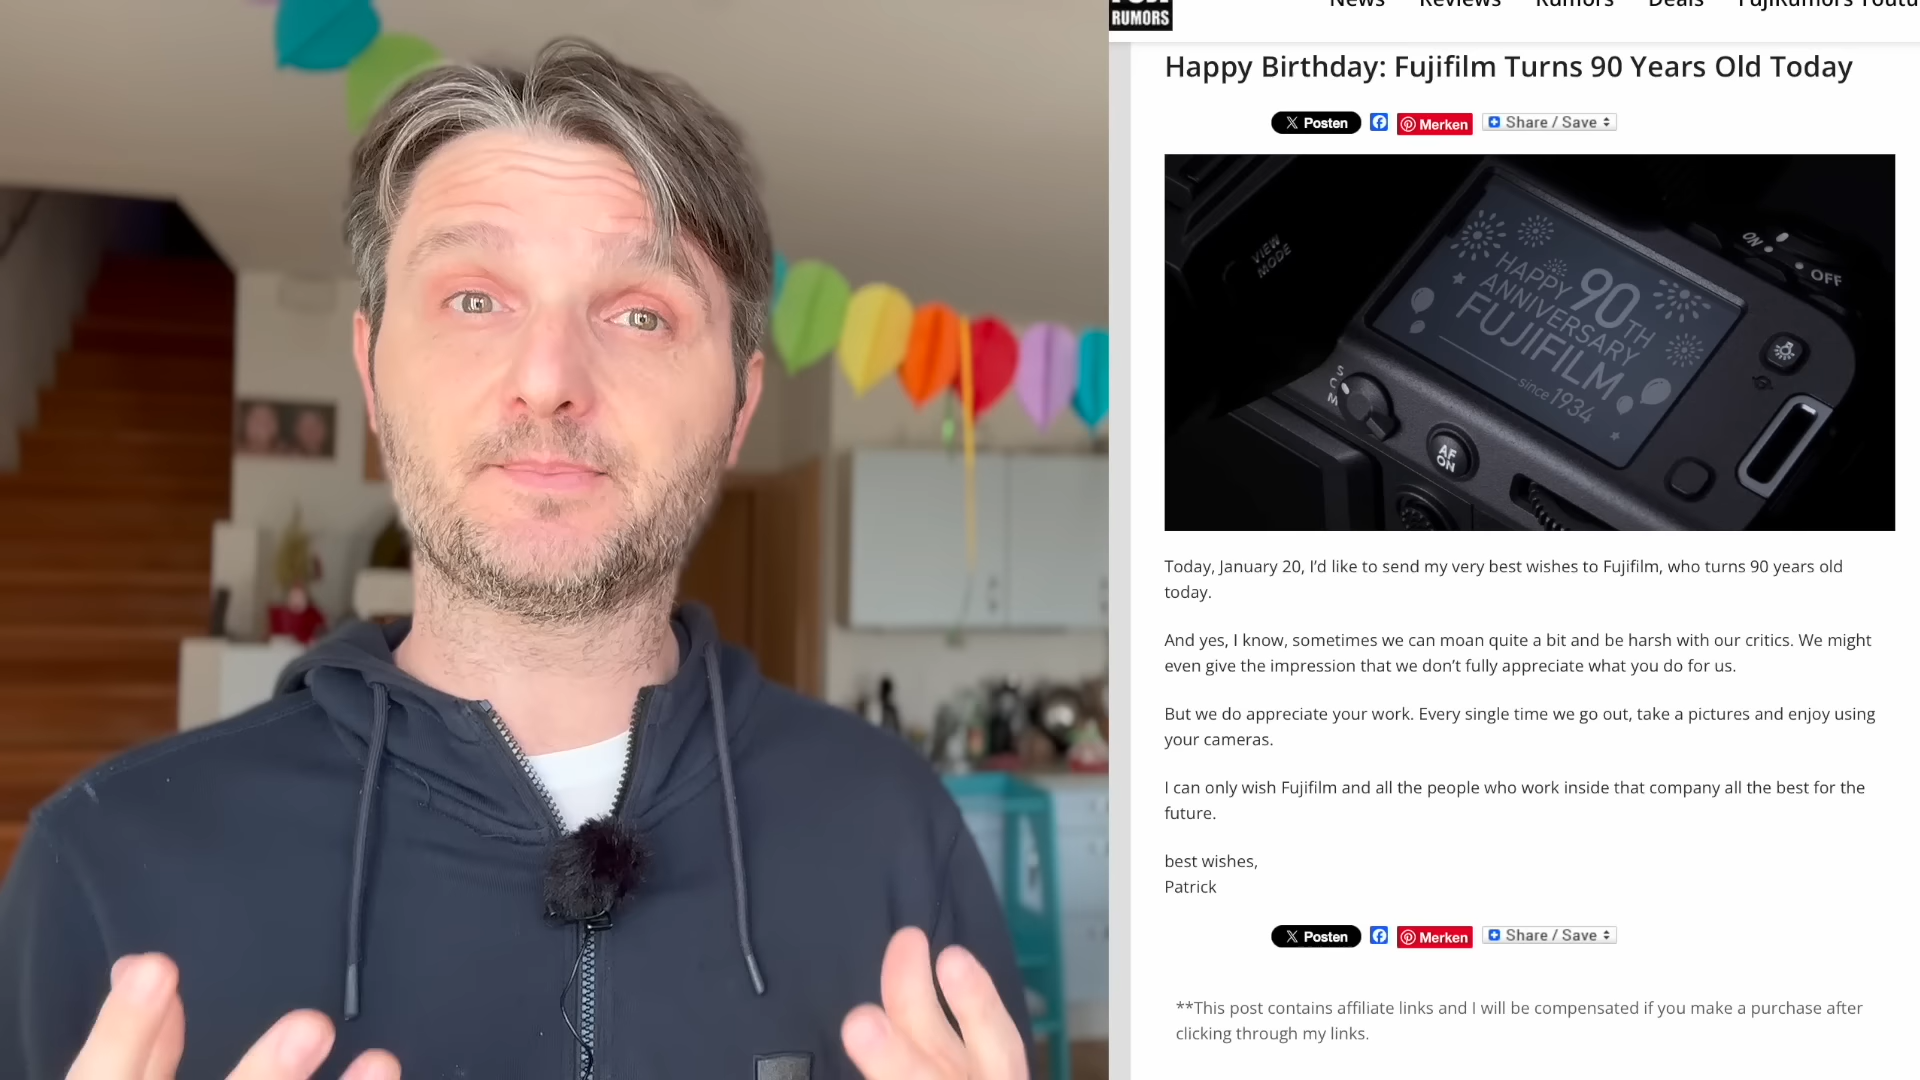 RUMORS
News Reviews Rumors Deals FujiRumors Youtu
Happy Birthday: Fujifilm Turns 90 Years Old Today
X Posten Merken Share / Save
VIEW
MODE
ON
OFF
HAPPY 90TH
ANNIVERSARY
FUJIFILM
since 1934
S
C
M
AF
ON
Today, January 20, I’d like to send my very best wishes to Fujifilm, who turns 90 years old
today.
And yes, I know, sometimes we can moan quite a bit and be harsh with our critics. We might
even give the impression that we don’t fully appreciate what you do for us.
But we do appreciate your work. Every single time we go out, take a pictures and enjoy using
your cameras.
I can only wish Fujifilm and all the people who work inside that company all the best for the
future.
best wishes,
Patrick
X Posten Merken Share / Save
**This post contains affiliate links and I will be compensated if you make a purchase after
clicking through my links.